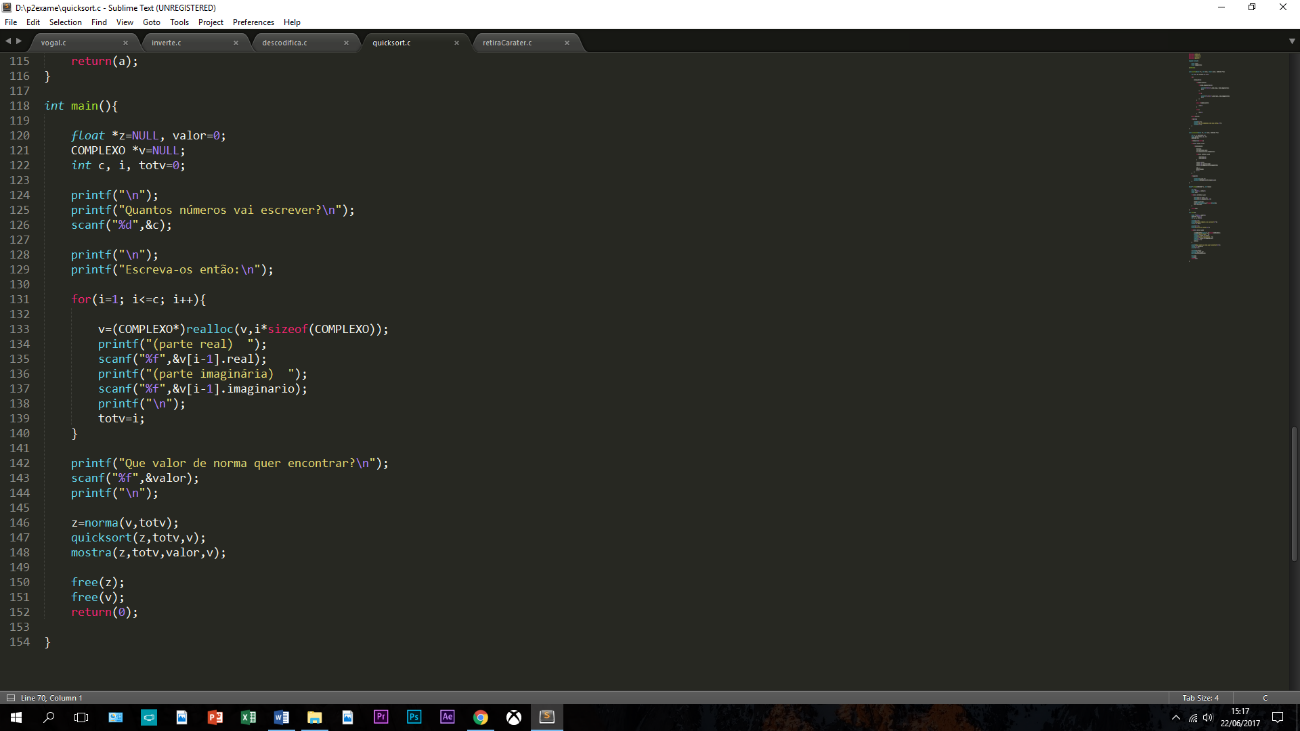 D:\p2exame\quicksort.c - Sublime Text (UNREGISTERED)
File Edit Selection Find View Goto Tools Project Preferences Help
vogal.c × inverte.c × descodifica.c × quicksort.c × retiraCarater.c ×
115 return(a);
116 }
117
118 int main(){
119
120 float *z=NULL, valor=0;
121 COMPLEXO *v=NULL;
122 int c, i, totv=0;
123
124 printf("\n");
125 printf("Quantos números vai escrever?\n");
126 scanf("%d",&c);
127
128 printf("\n");
129 printf("Escreva-os então:\n");
130
131 for(i=1; i<=c; i++){
132
133 v=(COMPLEXO*)realloc(v,i*sizeof(COMPLEXO));
134 printf("(parte real)  ");
135 scanf("%f",&v[i-1].real);
136 printf("(parte imaginária)  ");
137 scanf("%f",&v[i-1].imaginario);
138 printf("\n");
139 totv=i;
140 }
141
142 printf("Que valor de norma quer encontrar?\n");
143 scanf("%f",&valor);
144 printf("\n");
145
146 z=norma(v,totv);
147 quicksort(z,totv,v);
148 mostra(z,totv,valor,v);
149
150 free(z);
151 free(v);
152 return(0);
153
154 }
Line 70, Column 1 Tab Size: 4 C
Pr Ps Ae
15:17
22/06/2017